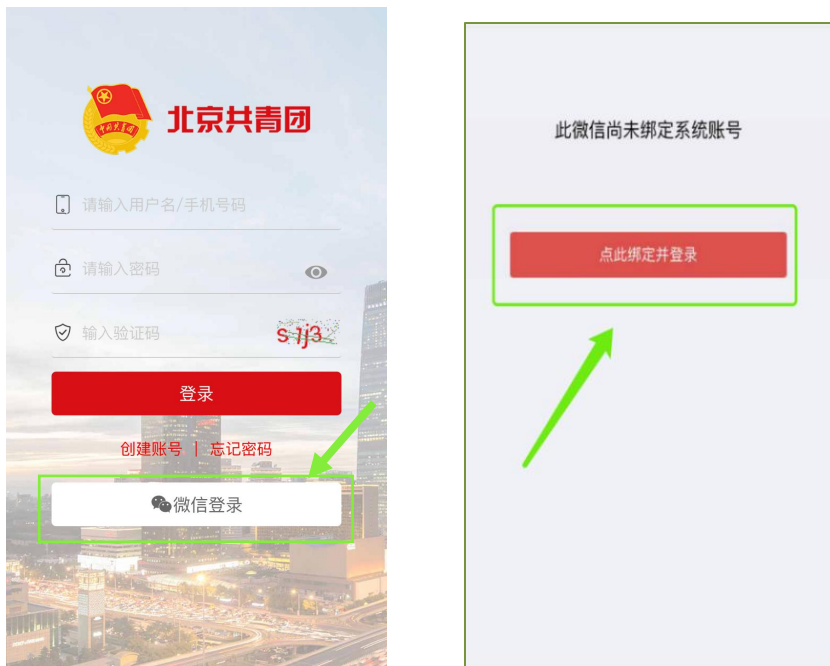 北京共青团
请输入用户名/手机号码
请输入密码
输入验证码
s1j3
登录
创建账号 | 忘记密码
微信登录
此微信尚未绑定系统账号
点此绑定并登录